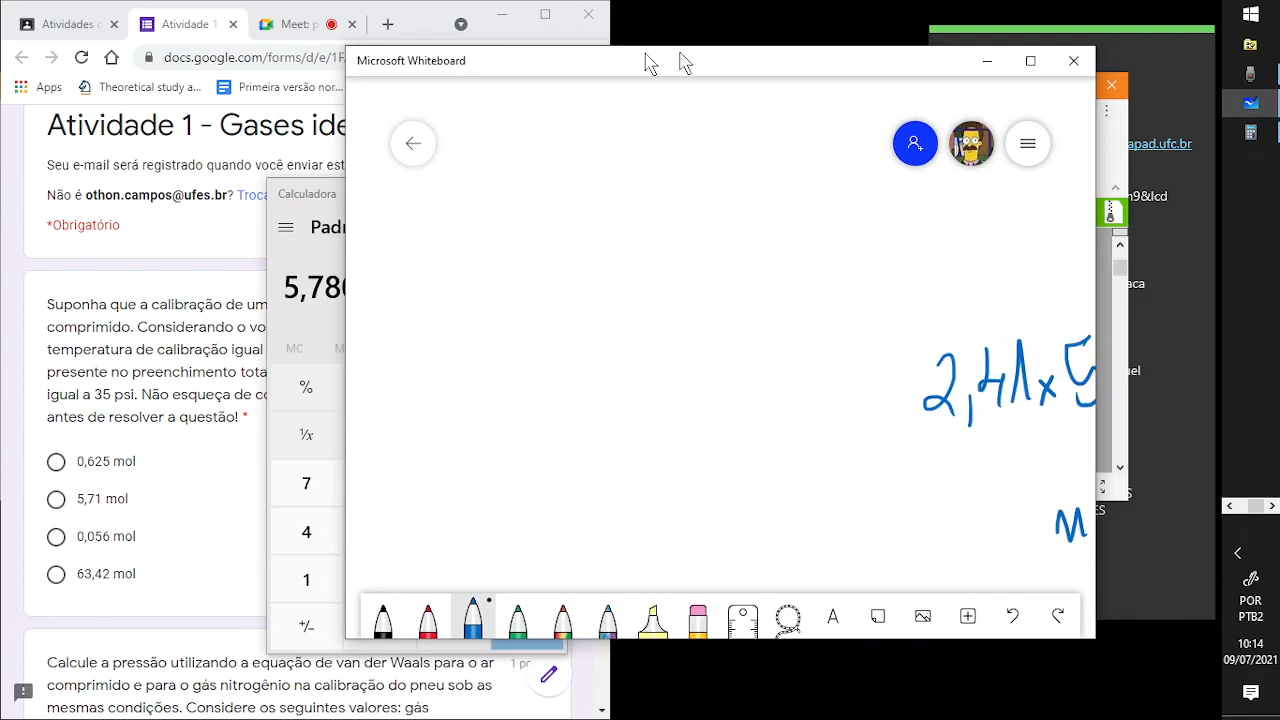 Atividades d
Atividade 1
Meet: p
docs.google.com/forms/d/e/1FA
Apps
Theoretical study a...
Primeira versão nor...
Atividade 1 - Gases ide
Seu e-mail será registrado quando você enviar est
Não é othon.campos@ufes.br? Troca
*Obrigatório
Calculadora
Padr
5,780
MC
M
%
¹/x
7
4
1
+/-
Suponha que a calibração de um
comprimido. Considerando o vo
temperatura de calibração igual
presente no preenchimento total
igual a 35 psi. Não esqueça de co
antes de resolver a questão! *
0,625 mol
5,71 mol
0,056 mol
63,42 mol
Calcule a pressão utilizando a equação de van der Waals para o ar
comprimido e para o gás nitrogênio na calibração do pneu sob as
mesmas condições. Considere os seguintes valores: gás
1 p
Microsoft Whiteboard
2,41x5
n
A
apad.ufc.br
n9&lcd
aca
uel
S
ES
POR
PTB2
10:14
09/07/2021